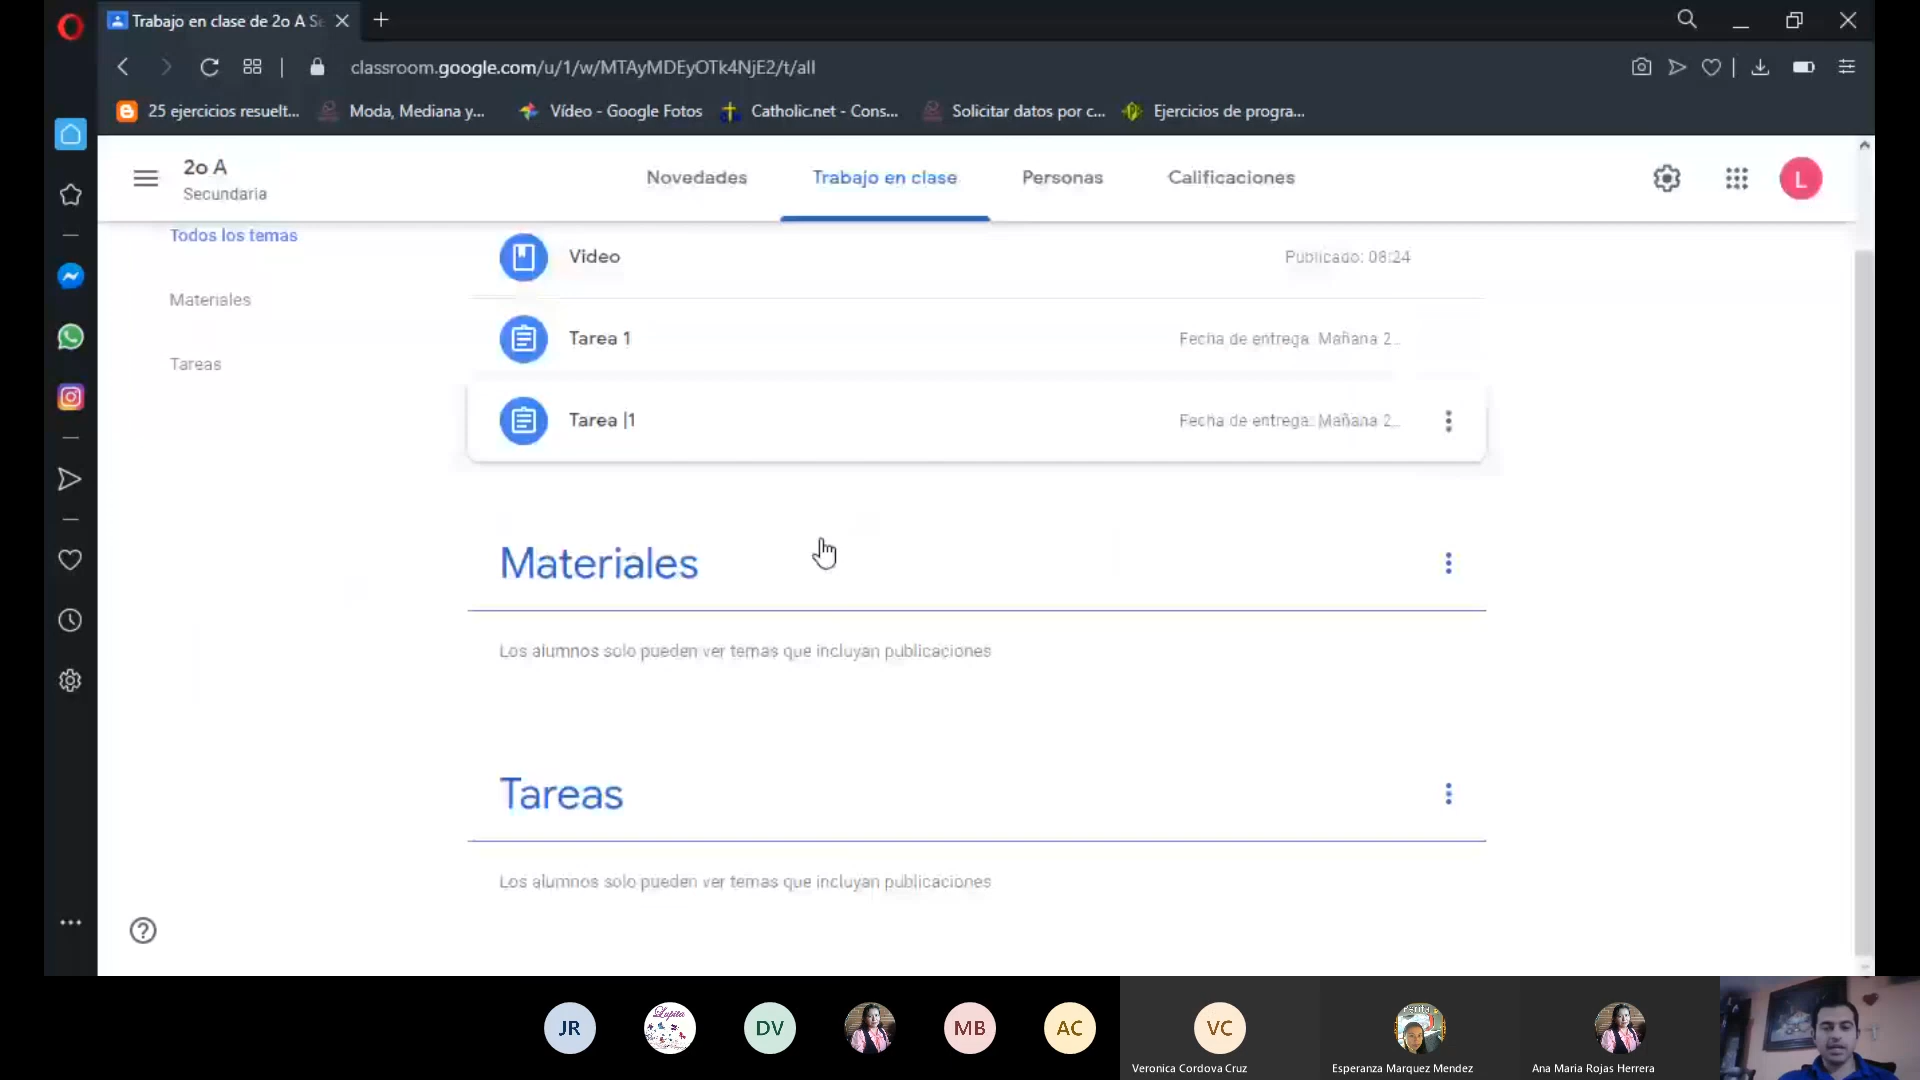 Trabajo en clase de 2o A Se
classroom.google.com/u/1/w/MTAyMDEyOTk4NjE2/t/all
25 ejercicios resuelt...
Moda, Mediana y...
Vídeo - Google Fotos
Catholic.net - Cons...
Solicitar datos por c...
Ejercicios de progra...
2o A
Secundaria
Novedades
Trabajo en clase
Personas
Calificaciones
L
Todos los temas
Materiales
Tareas
Video
Publicado: 08:24
Tarea 1
Fecha de entrega: Mañana 2...
Tarea |1
Fecha de entrega: Mañana 2...
Materiales
Los alumnos solo pueden ver temas que incluyan publicaciones
Tareas
Los alumnos solo pueden ver temas que incluyan publicaciones
JR
Lupita
DV
MB
AC
VC
Veronica Cordova Cruz
Esperanza Marquez Mendez
Ana Maria Rojas Herrera